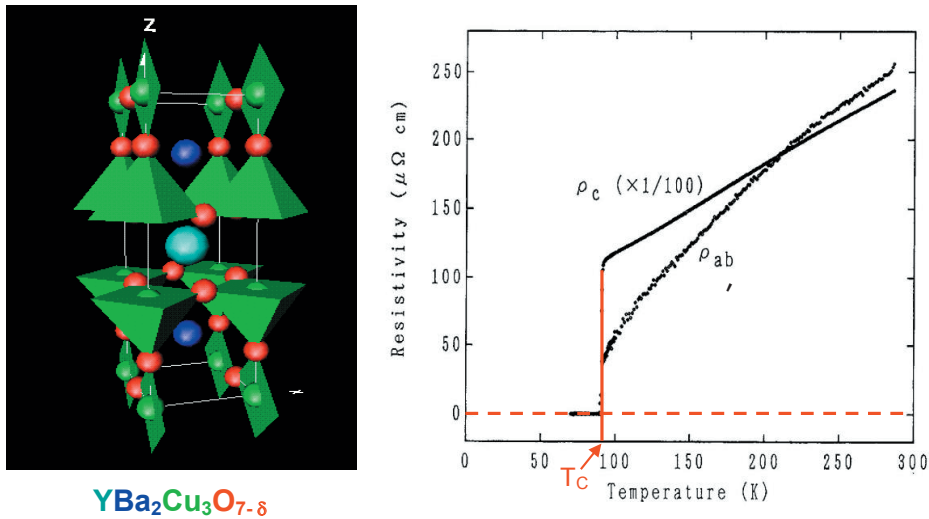 Z
x
YBa₂Cu₃O₇₋δ
Resistivity (μΩ cm)
250
200
150
100
50
0
ρc (×1/100)
ρab
0
50
100
150
200
250
300
Tc
Temperature (K)